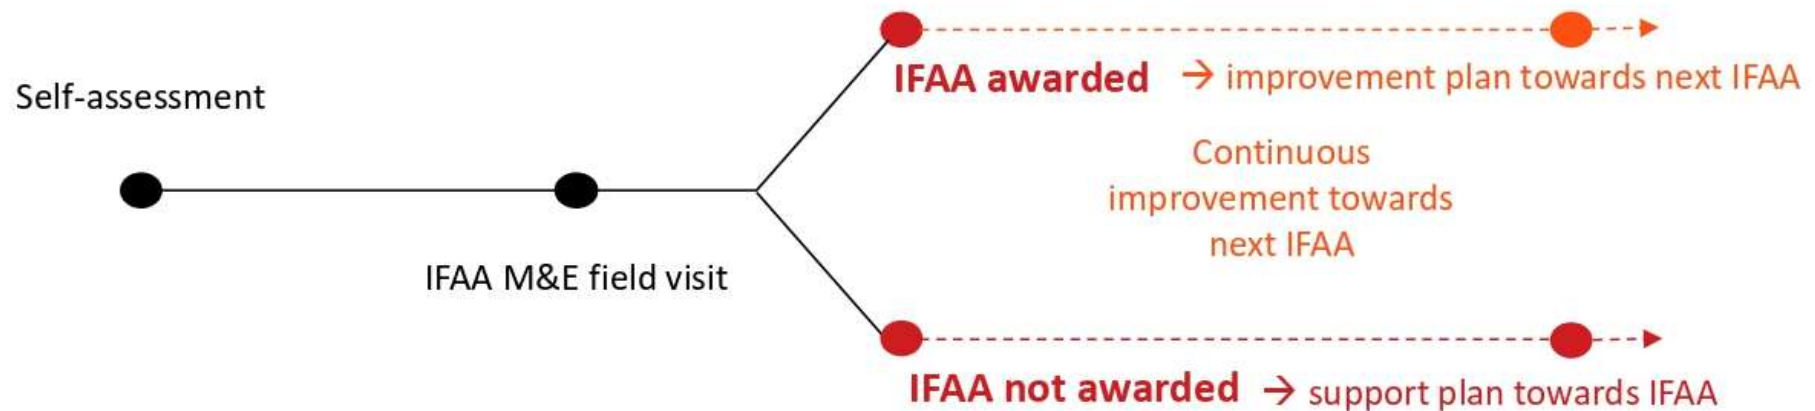 IFAA awarded → improvement plan towards next IFAA
Self-assessment
Continuous
improvement towards
next IFAA
IFAA M&E field visit
IFAA not awarded → support plan towards IFAA